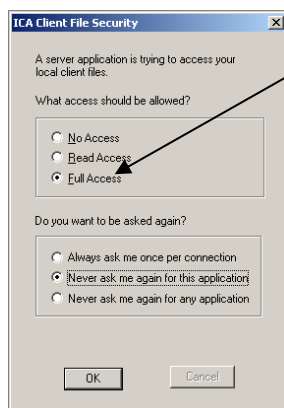 ICA Client File Security
A server application is trying to access your
local client files.
What access should be allowed?
No Access
Read Access
Full Access
Do you want to be asked again?
Always ask me once per connection
Never ask me again for this application
Never ask me again for any application
OK
Cancel